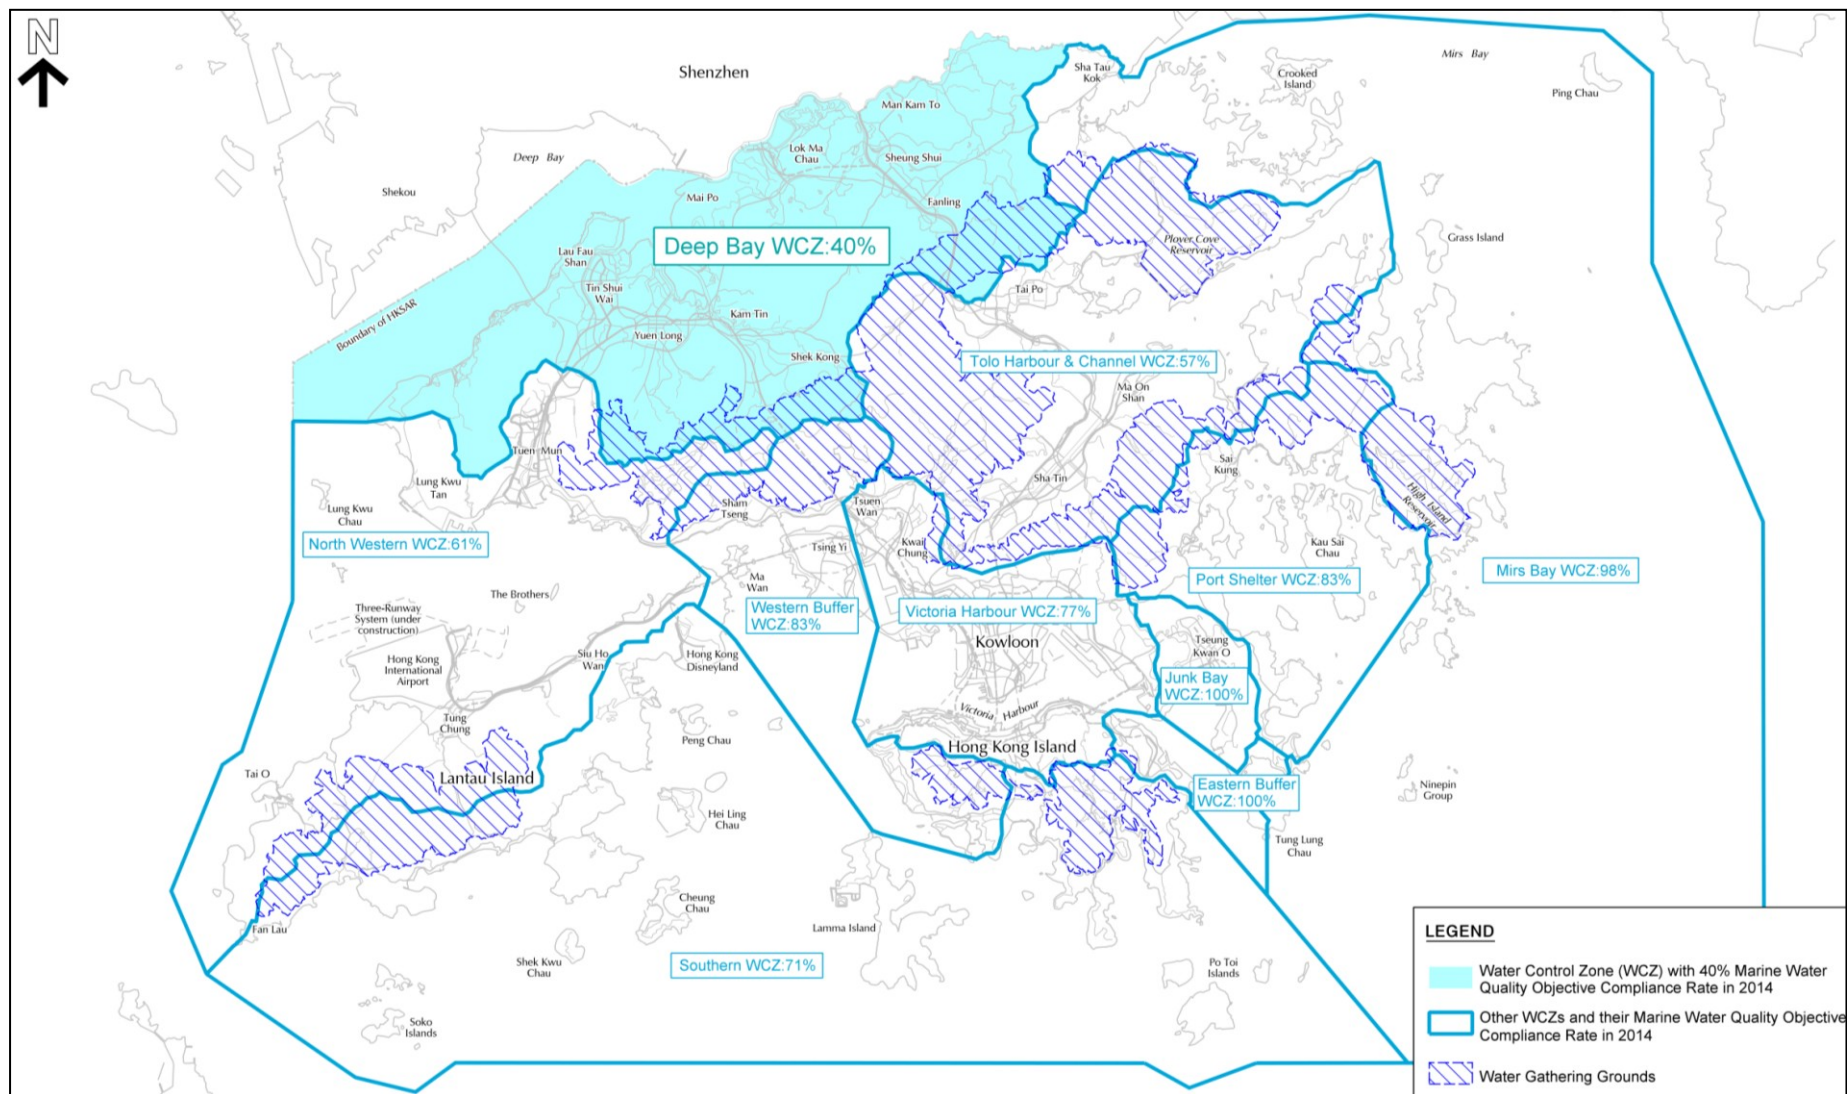 N
Shenzhen
Sha Tau
Kok
Crooked
Island
Mirs Bay
Ping Chau
Man Kam To
Deep Bay
Lok Ma
Chau
Sheung Shui
Shekou
Mai Po
Fanling
Deep Bay WCZ:40%
Plover Cove
Reservoir
Grass Island
Lau Fau
Shan
Tin Shui
Wai
Tai Po
Boundary of HKSAR
Kam Tin
Yuen Long
Shek Kong
Tolo Harbour & Channel WCZ:57%
Ma On
Shan
Tuen Mun
Sai
Kung
Lung Kwu
Tan
Sha Tin
High Island
Reservoir
Lung Kwu
Chau
Sham
Tseng
Tsuen
Wan
North Western WCZ:61%
Tsing Yi
Kwai
Chung
Kau Sai
Chau
Ma
Wan
Port Shelter WCZ:83%
Mirs Bay WCZ:98%
The Brothers
Three-Runway
System (under
construction)
Western Buffer
WCZ:83%
Victoria Harbour WCZ:77%
Kowloon
Tseung
Kwan O
Hong Kong
International
Airport
Siu Ho
Wan
Hong Kong
Disneyland
Junk Bay
WCZ:100%
Victoria Harbour
Tung
Chung
Peng Chau
Hong Kong Island
Tai O
Lantau Island
Eastern Buffer
WCZ:100%
Ninepin
Group
Hei Ling
Chau
Tung Lung
Chau
Cheung
Chau
Fan Lau
Lamma Island
Shek Kwu
Chau
Southern WCZ:71%
Po Toi
Islands
Soko
Islands
LEGEND
Water Control Zone (WCZ) with 40% Marine Water
Quality Objective Compliance Rate in 2014
Other WCZs and their Marine Water Quality Objective
Compliance Rate in 2014
Water Gathering Grounds